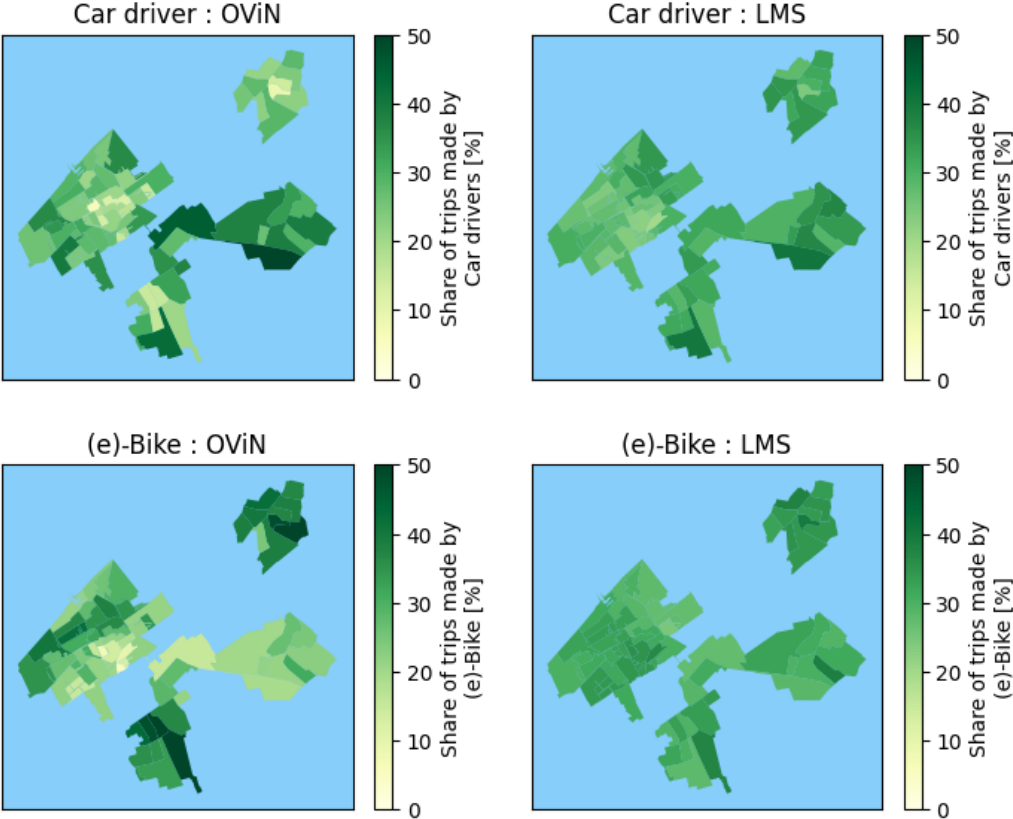 Car driver : OViN
50
40
30
20
10
0
Share of trips made by
Car drivers [%]
Car driver : LMS
50
40
30
20
10
0
Share of trips made by
Car drivers [%]
(e)-Bike : OViN
50
40
30
20
10
0
Share of trips made by
(e)-Bike [%]
(e)-Bike : LMS
50
40
30
20
10
0
Share of trips made by
(e)-Bike [%]